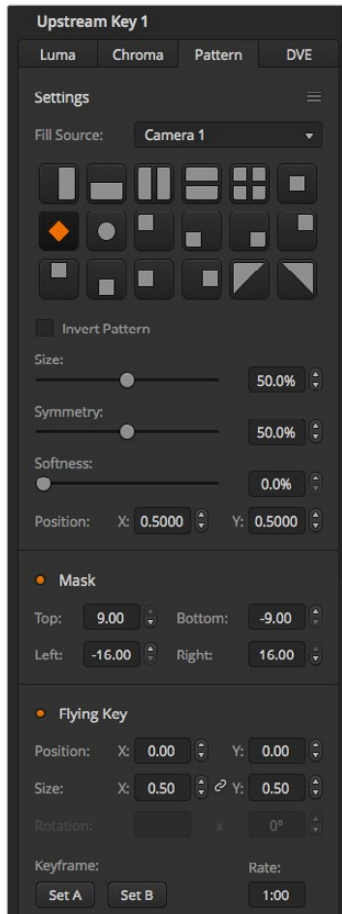 Upstream Key 1
Luma Chroma Pattern DVE
Settings
Fill Source: Camera 1
Invert Pattern
Size:
50.0%
Symmetry:
50.0%
Softness:
0.0%
Position: X: 0.5000 Y: 0.5000
Mask
Top: 9.00 Bottom: -9.00
Left: -16.00 Right: 16.00
Flying Key
Position: X: 0.00 Y: 0.00
Size: X: 0.50 Y: 0.50
Rotation: x 0°
Keyframe: Rate:
Set A Set B 1:00